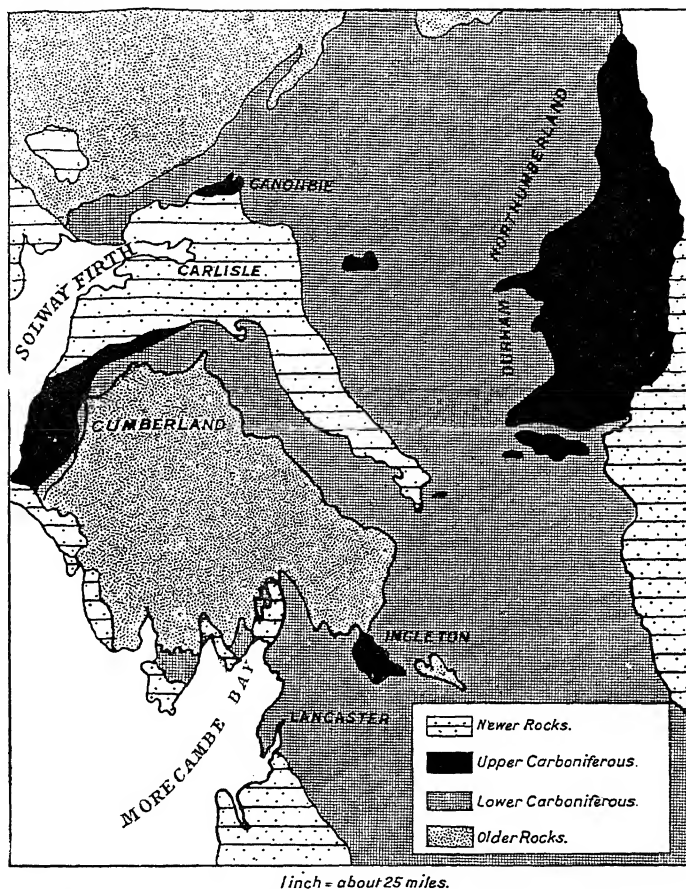 NORTHUMBERLAND
CANONBIE
SOLWAY FIRTH
CARLISLE
DURHAM
CUMBERLAND
INGLETON
MORECAMBE BAY
LANCASTER
Newer Rocks.
Upper Carboniferous.
Lower Carboniferous.
Older Rocks.
1 inch = about 25 miles.